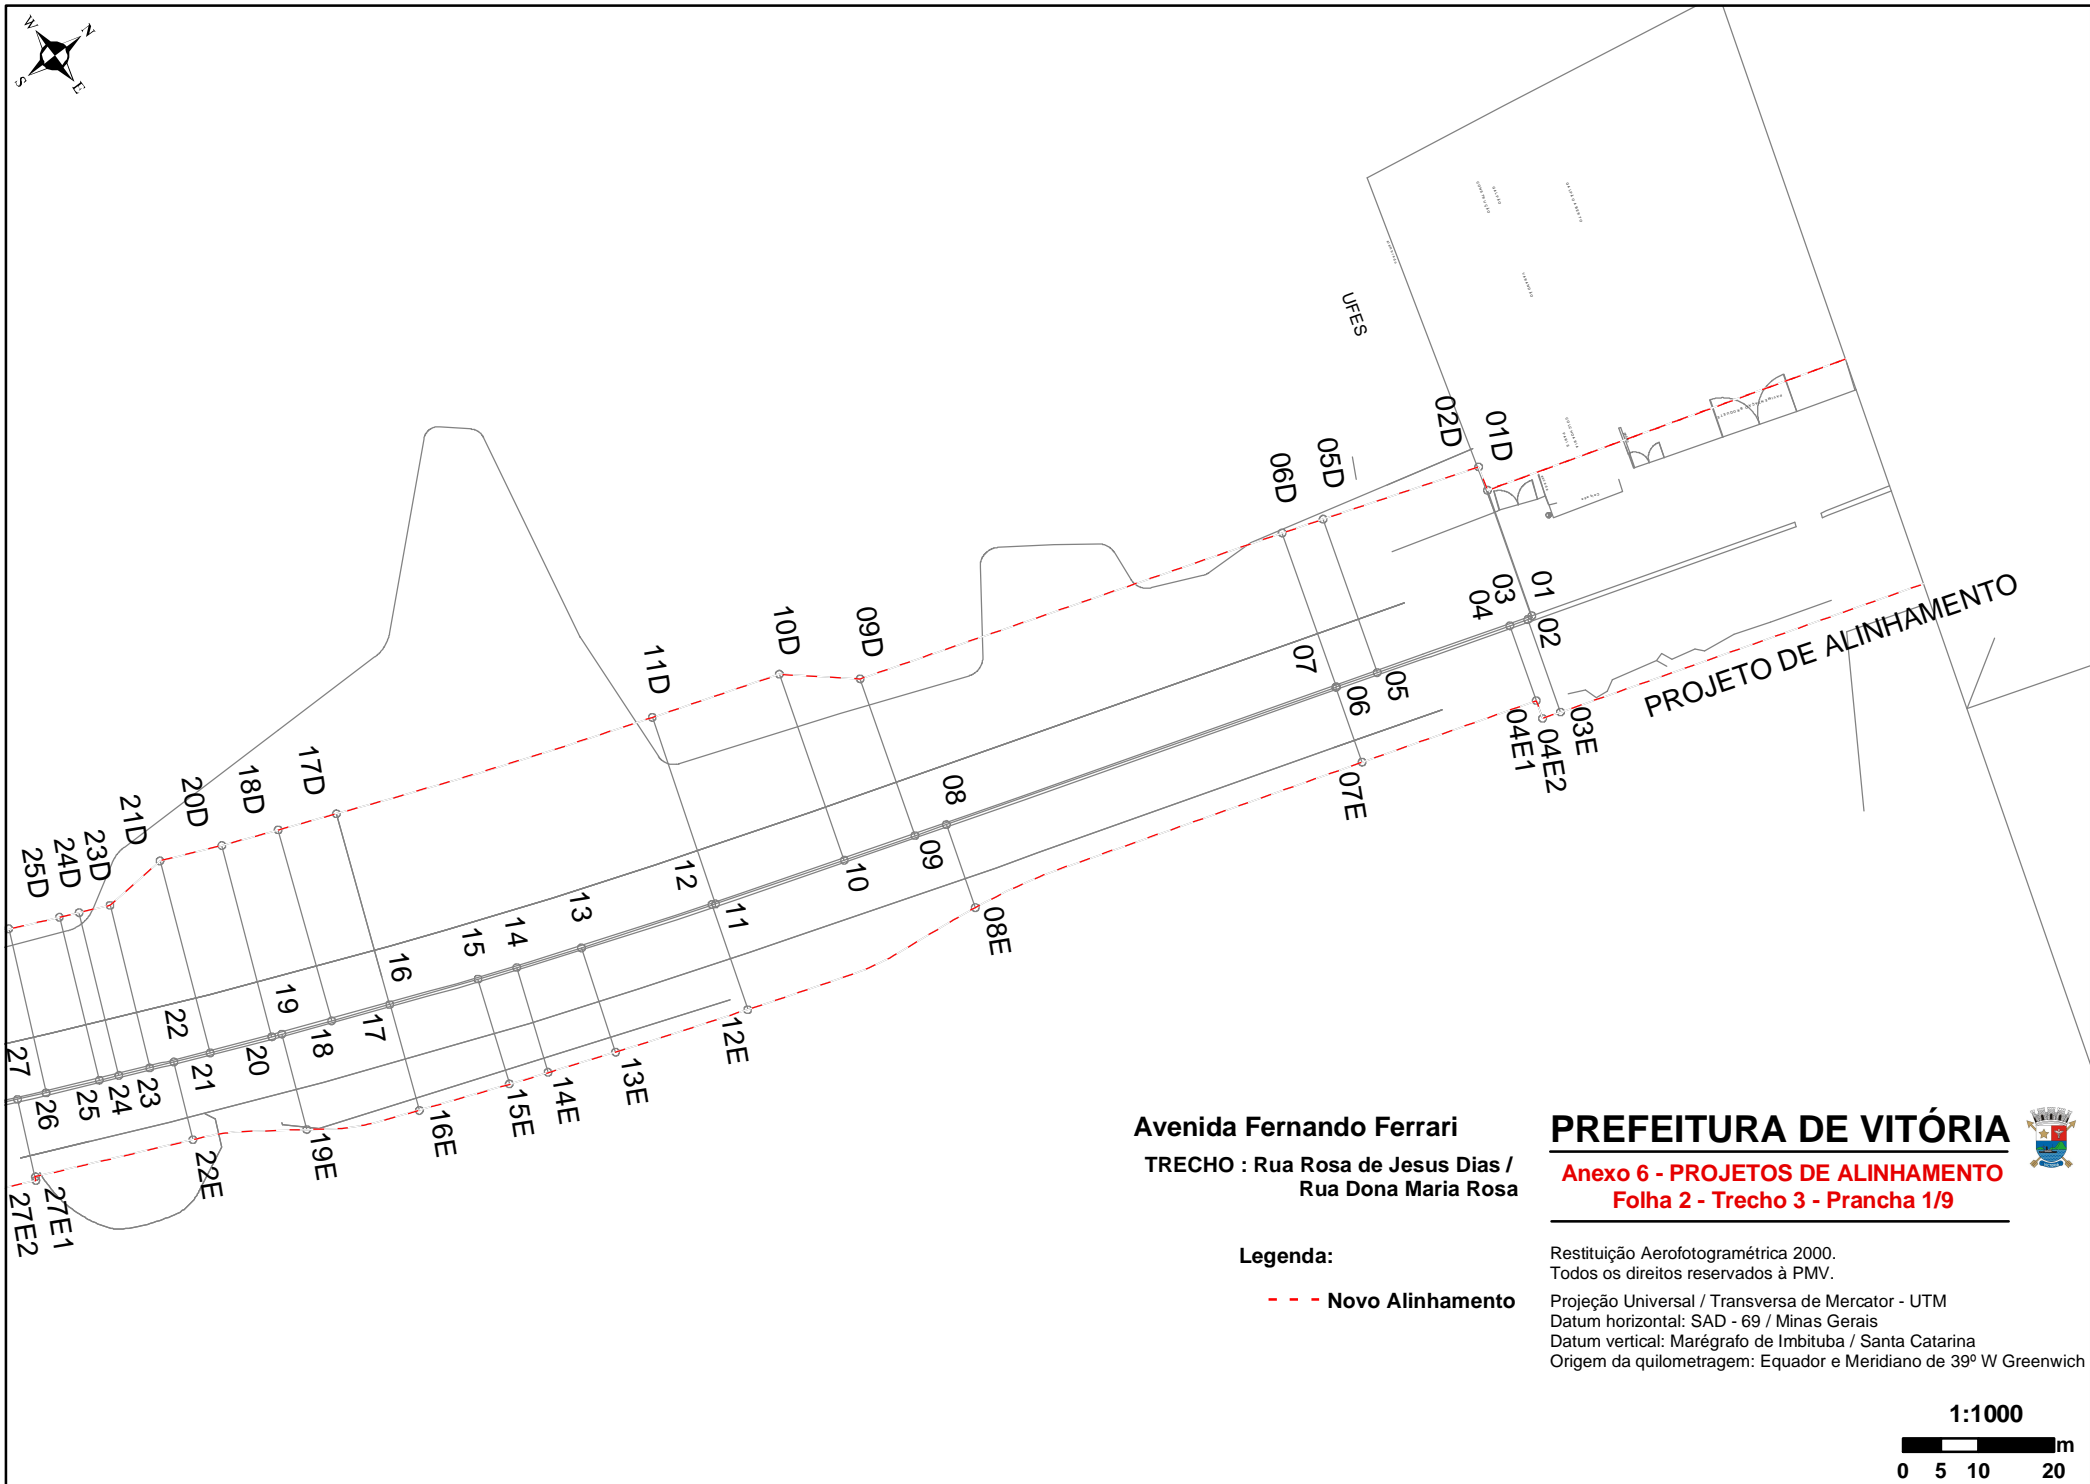 W
N
S
E
UFES
02D
01D
06D
05D
10D
09D
11D
17D
18D
20D
21D
23D
24D
25D
01
03
04
02
07
06
05
PROJETO DE ALINHAMENTO
04E1
04E2
03E
07E
08
09
10
08E
12
11
13
14
15
16
17
12E
13E
14E
15E
16E
19
18
20
22
21
23
24
25
26
27
19E
22E
27E1
27E2
Avenida Fernando Ferrari
TRECHO : Rua Rosa de Jesus Dias /
Rua Dona Maria Rosa
Legenda:
Novo Alinhamento
PREFEITURA DE VITÓRIA
Anexo 6 - PROJETOS DE ALINHAMENTO
Folha 2 - Trecho 3 - Prancha 1/9
Restituição Aerofotogramétrica 2000.
Todos os direitos reservados à PMV.
Projeção Universal / Transversa de Mercator - UTM
Datum horizontal: SAD - 69 / Minas Gerais
Datum vertical: Marégrafo de Imbituba / Santa Catarina
Origem da quilometragem: Equador e Meridiano de 39º W Greenwich
1:1000
m
0 5 10 20